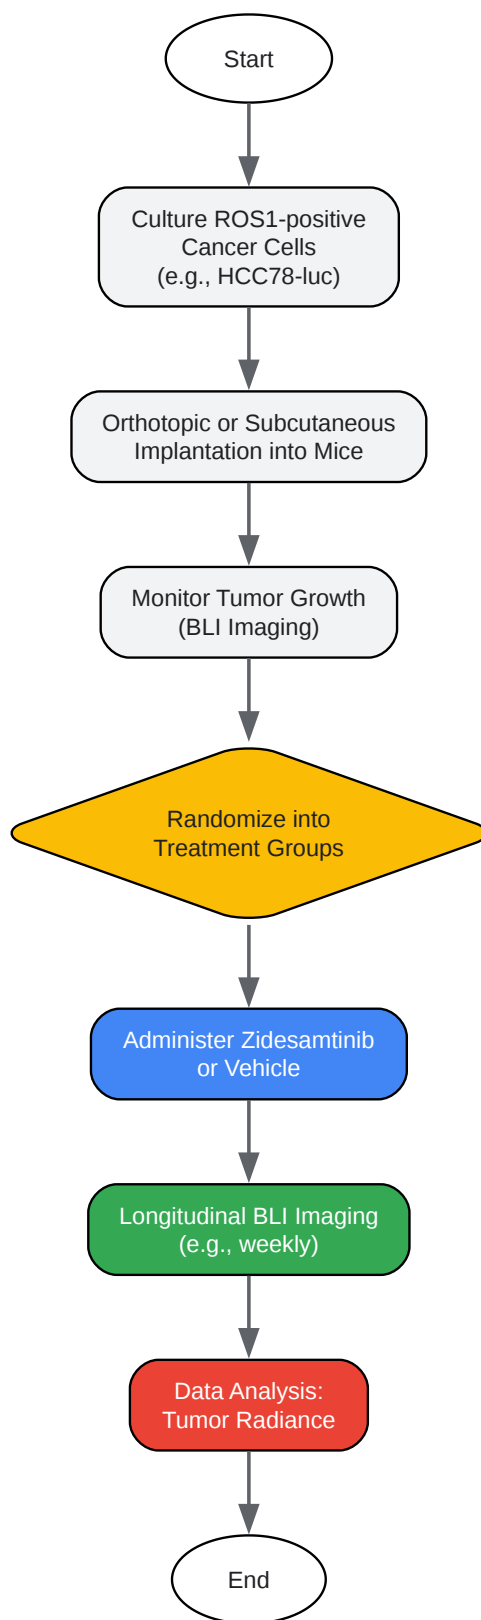 Start
Culture ROS1-positive
Cancer Cells
(e.g., HCC78-luc)
Orthotopic or Subcutaneous
Implantation into Mice
Monitor Tumor Growth
(BLI Imaging)
Randomize into
Treatment Groups
Administer Zidesamtinib
or Vehicle
Longitudinal BLI Imaging
(e.g., weekly)
Data Analysis:
Tumor Radiance
End